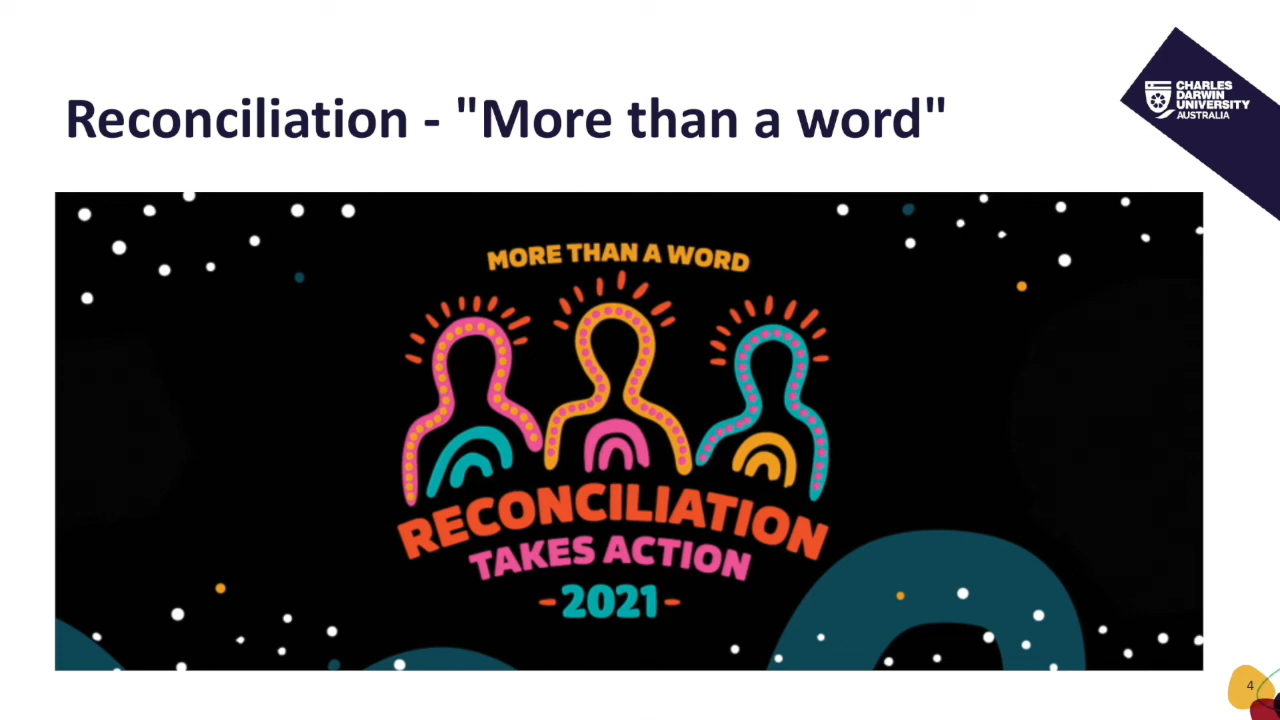 Reconciliation - "More than a word"
CHARLES
DARWIN
UNIVERSITY
AUSTRALIA
MORE THAN A WORD
RECONCILIATION
TAKES ACTION
-2021-
4